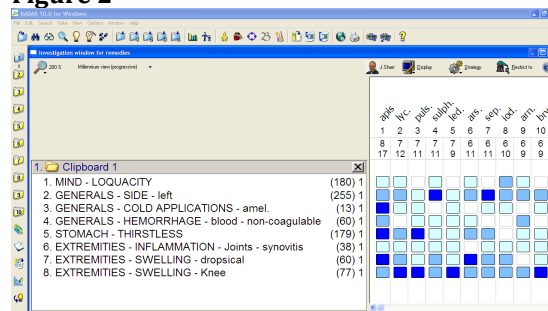 Figure 2
RADAR 10.0 for Windows
File Edit Search Take View Options Window Help
Investigation window for remedies
200 % Millennium view (progressive)
J.Shen Display Strategy Restrict to
apis lyc. puls. sulph. led. ars. sep. iod. arn.
1 2 3 4 5 6 7 8 9 10
8 7 7 7 7 6 6 6 6 6
17 12 11 11 9 11 11 10 9 9
1. Clipboard 1
1. MIND - LOQUACITY (180) 1
2. GENERALS - SIDE - left (255) 1
3. GENERALS - COLD APPLICATIONS - amel. (13) 1
4. GENERALS - HEMORRHAGE - blood - non-coagulable (60) 1
5. STOMACH - THIRSTLESS (179) 1
6. EXTREMITIES - INFLAMMATION - Joints - synovitis (38) 1
7. EXTREMITIES - SWELLING - dropsical (60) 1
8. EXTREMITIES - SWELLING - Knee (77) 1